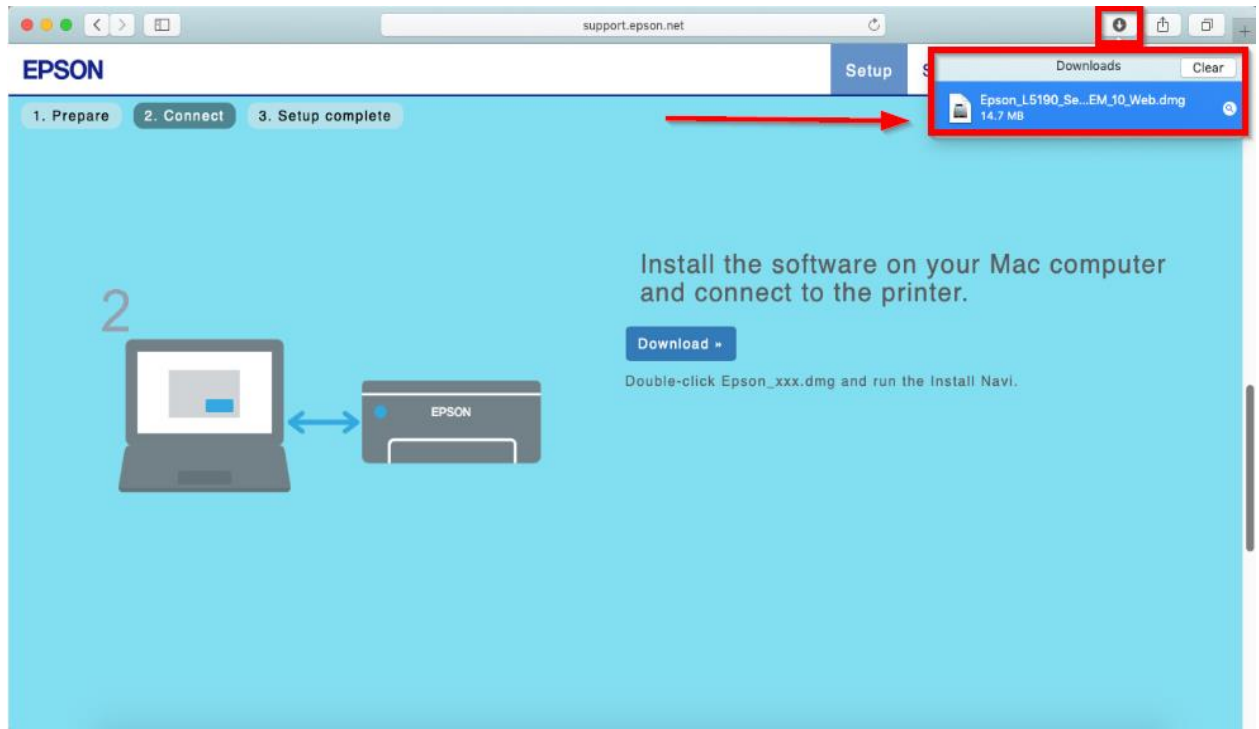 support.epson.net
EPSON
Setup
Downloads
Clear
Epson_L5190_Se...EM_10_Web.dmg
14.7 MB
1. Prepare
2. Connect
3. Setup complete
2
EPSON
Install the software on your Mac computer
and connect to the printer.
Download »
Double-click Epson_xxx.dmg and run the Install Navi.